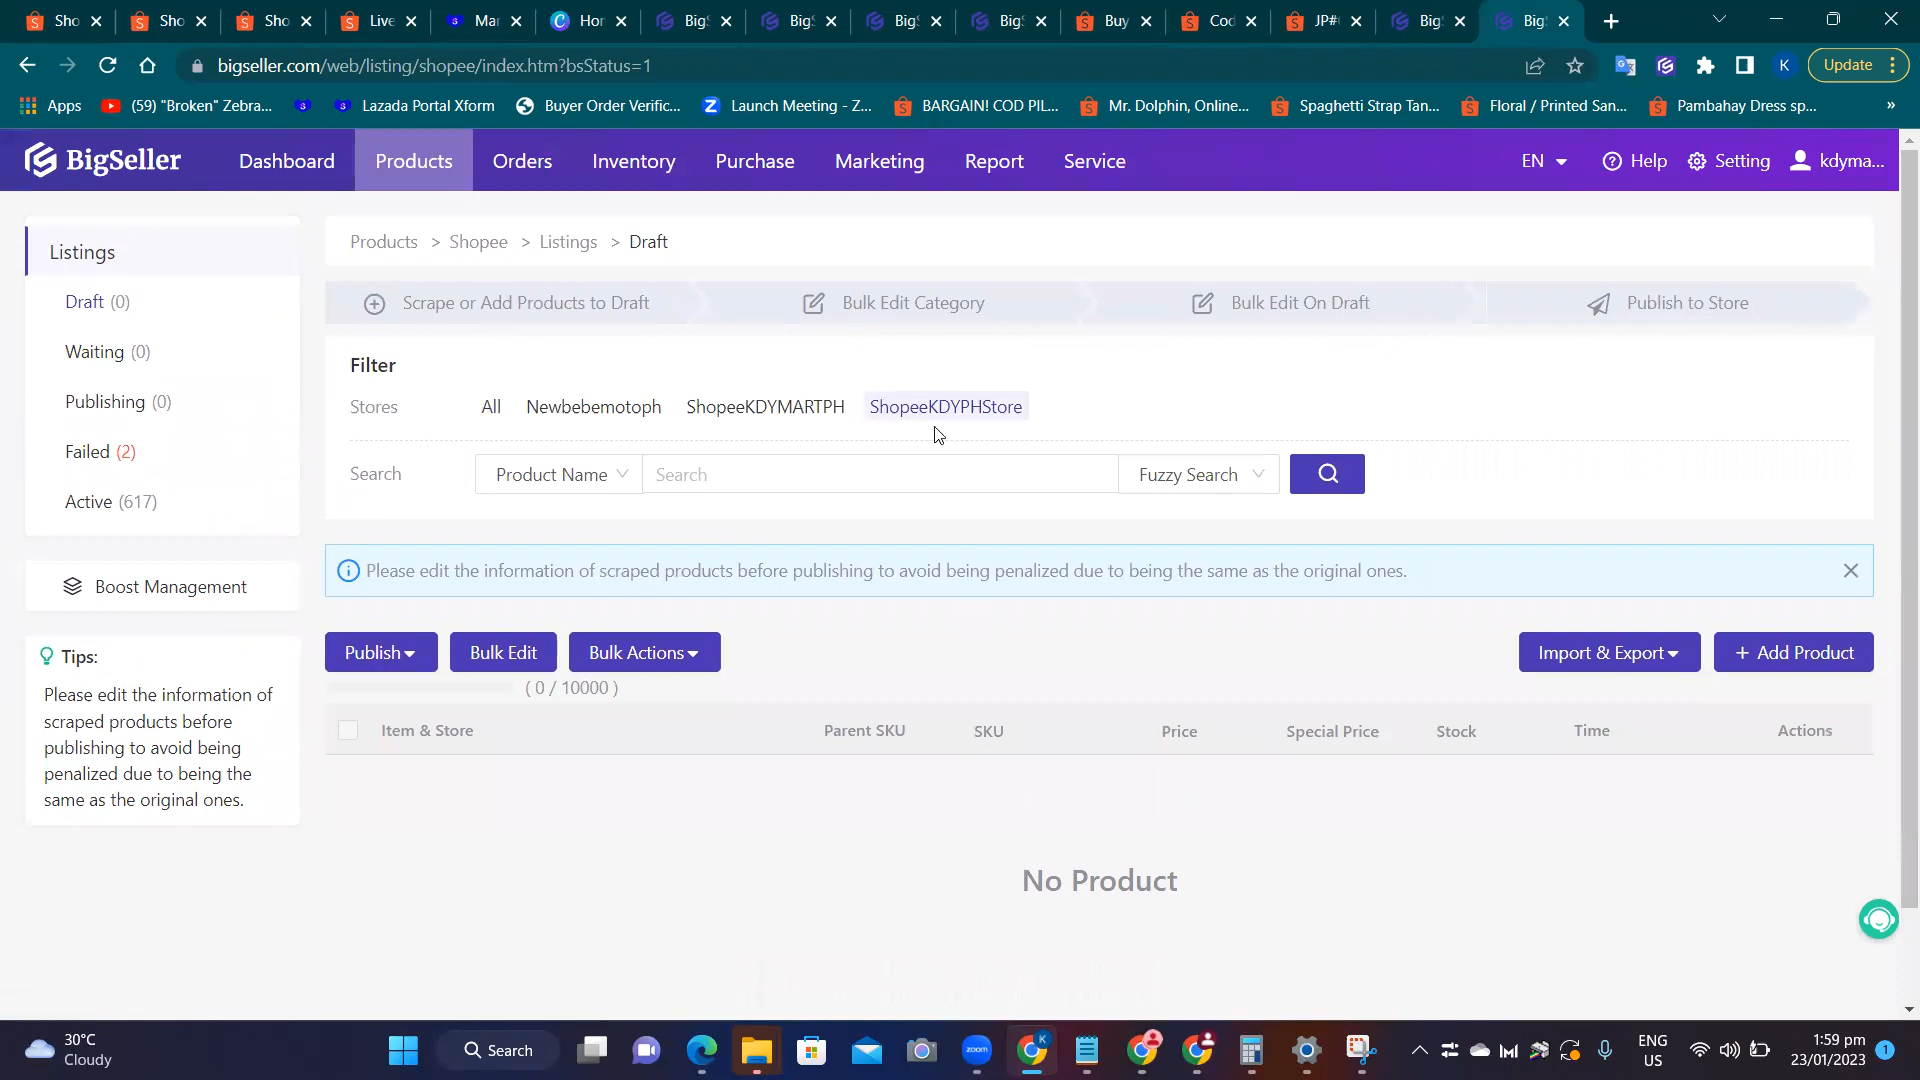 Sho Sho Sho Live Mar Hor BigS BigS BigS BigS Buy Cod JP# BigS BigS
bigseller.com/web/listing/shopee/index.htm?bsStatus=1
K Update
Apps (59) "Broken" Zebra... Lazada Portal Xform Buyer Order Verific... Launch Meeting - Z... BARGAIN! COD PIL... Mr. Dolphin, Online... Spaghetti Strap Tan... Floral / Printed San... Pambahay Dress sp... »
BigSeller Dashboard Products Orders Inventory Purchase Marketing Report Service EN Help Setting kdyma...
Listings
Draft (0)
Waiting (0)
Publishing (0)
Failed (2)
Active (617)
Boost Management
Tips:
Please edit the information of
scraped products before
publishing to avoid being
penalized due to being the
same as the original ones.
Products > Shopee > Listings > Draft
Scrape or Add Products to Draft Bulk Edit Category Bulk Edit On Draft Publish to Store
Filter
Stores All Newbebemotoph ShopeeKDYMARTPH ShopeeKDYPHStore
Search Product Name Search Fuzzy Search
Please edit the information of scraped products before publishing to avoid being penalized due to being the same as the original ones.
Publish Bulk Edit Bulk Actions Import & Export + Add Product
( 0 / 10000 )
Item & Store Parent SKU SKU Price Special Price Stock Time Actions
No Product
30°C
Cloudy
Search
zoom
K
ENG
US
1:59 pm
23/01/2023
1